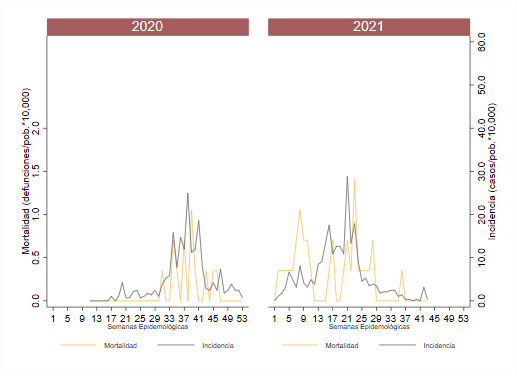 2020
2021
Mortalidad (defunciones/pob.*10,000)
0.0 0.5 1.0 1.5 2.0
Incidencia (casos/pob.*10,000)
0.0 10.0 20.0 30.0 40.0 50.0 60.0
1 5 9 13 17 21 25 29 33 37 41 45 49 53
1 5 9 13 17 21 25 29 33 37 41 45 49 53
Semanas Epidemológicas
Semanas Epidemológicas
Mortalidad Incidencia
Mortalidad Incidencia